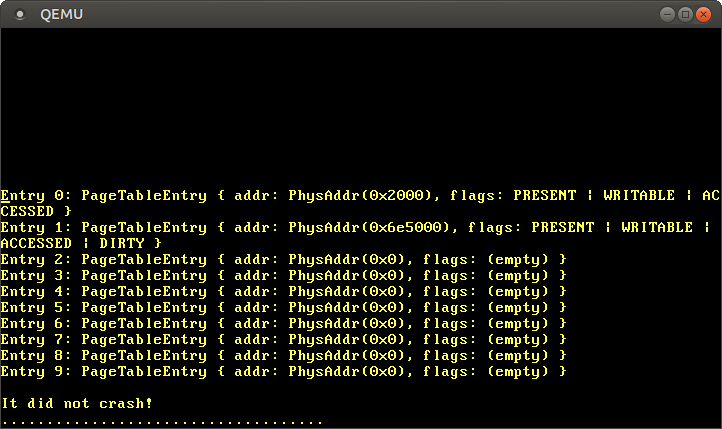 QEMU
Entry 0: PageTableEntry { addr: PhysAddr(0x2000), flags: PRESENT | WRITABLE | AC
CESSED }
Entry 1: PageTableEntry { addr: PhysAddr(0x6e5000), flags: PRESENT | WRITABLE |
ACCESSED | DIRTY }
Entry 2: PageTableEntry { addr: PhysAddr(0x0), flags: (empty) }
Entry 3: PageTableEntry { addr: PhysAddr(0x0), flags: (empty) }
Entry 4: PageTableEntry { addr: PhysAddr(0x0), flags: (empty) }
Entry 5: PageTableEntry { addr: PhysAddr(0x0), flags: (empty) }
Entry 6: PageTableEntry { addr: PhysAddr(0x0), flags: (empty) }
Entry 7: PageTableEntry { addr: PhysAddr(0x0), flags: (empty) }
Entry 8: PageTableEntry { addr: PhysAddr(0x0), flags: (empty) }
Entry 9: PageTableEntry { addr: PhysAddr(0x0), flags: (empty) }
It did not crash!
....................................